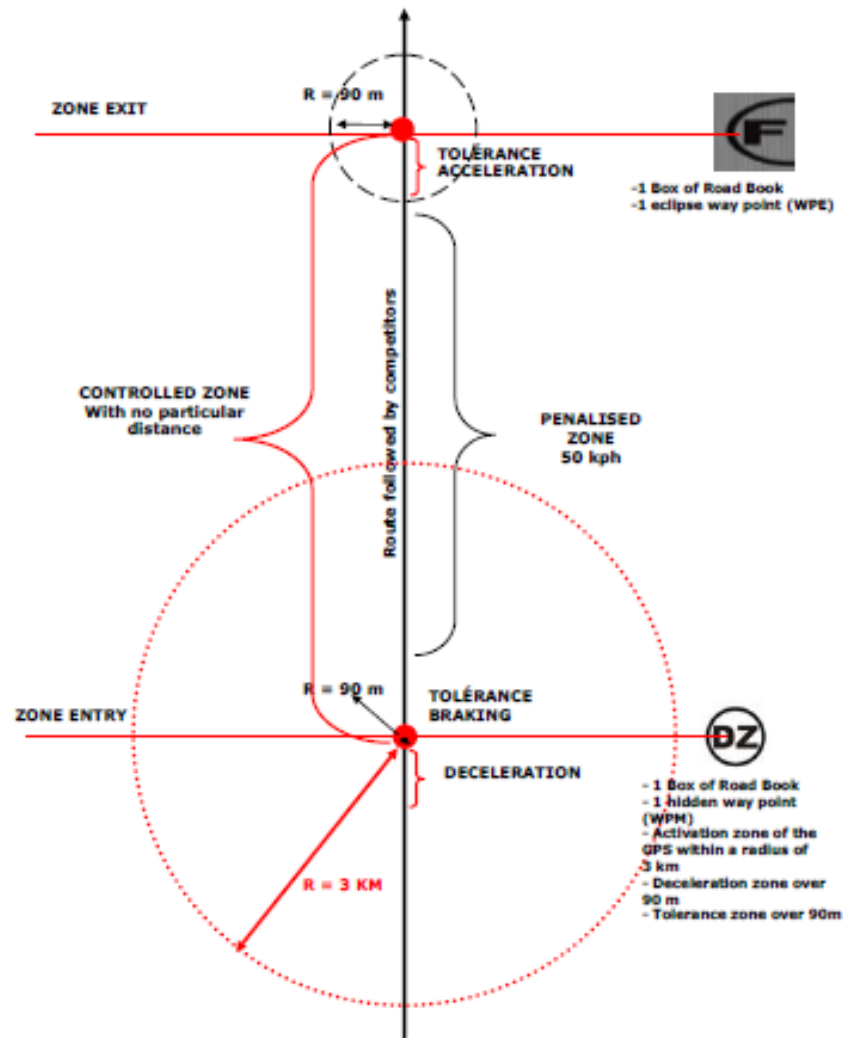 R = 90 m
ZONE EXIT
F
TOLÉRANCE
ACCELERATION
-1 Box of Road Book
-1 eclipse way point (WPE)
Route followed by competitors
CONTROLLED ZONE
With no particular
distance
PENALISED
ZONE
50 kph
R = 90 m
TOLÉRANCE
BRAKING
ZONE ENTRY
DZ
DECELERATION
- 1 Box of Road Book
- 1 hidden way point
(WPM)
- Activation zone of the
GPS within a radius of
3 km
- Deceleration zone over
90 m
- Tolerance zone over 90m
R = 3 KM